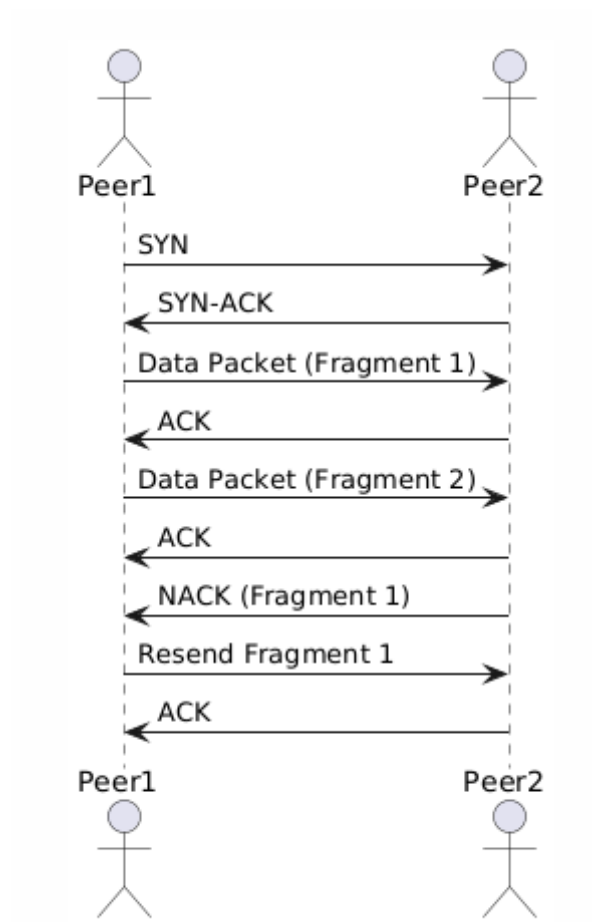 Peer1 Peer2
SYN
SYN-ACK
Data Packet (Fragment 1)
ACK
Data Packet (Fragment 2)
ACK
NACK (Fragment 1)
Resend Fragment 1
ACK
Peer1 Peer2